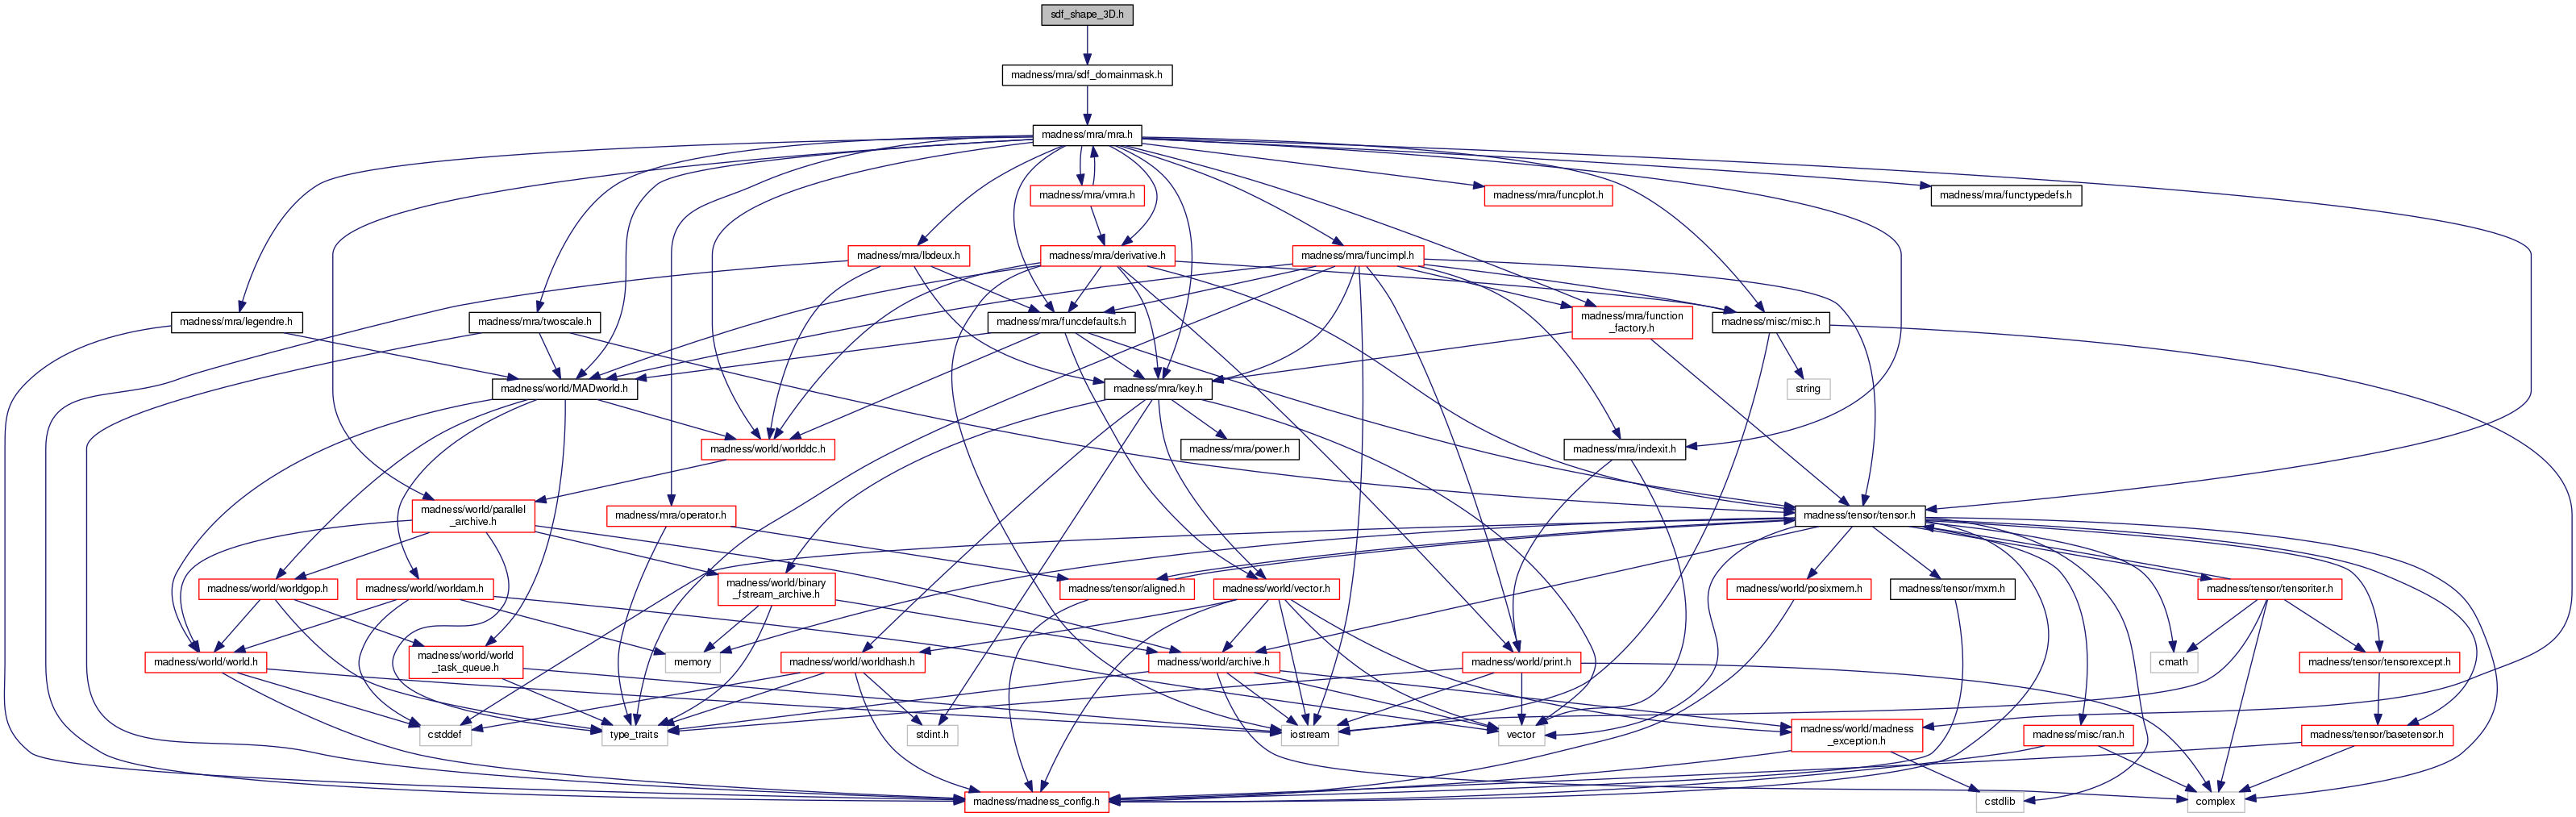 sdf_shape_3D.h
madness/mra/sdf_domainmask.h
madness/mra/mra.h
madness/mra/vmra.h
madness/mra/funcplot.h
madness/mra/functypedefs.h
madness/mra/lbdeux.h
madness/mra/derivative.h
madness/mra/funcimpl.h
madness/mra/legendre.h
madness/mra/twoscale.h
madness/mra/funcdefaults.h
madness/mra/function
_factory.h
madness/misc/misc.h
madness/world/MADworld.h
madness/mra/key.h
string
madness/world/worlddc.h
madness/mra/power.h
madness/mra/indexit.h
madness/world/parallel
_archive.h
madness/mra/operator.h
madness/tensor/tensor.h
madness/world/worldgop.h
madness/world/worldam.h
madness/world/binary
_fstream_archive.h
madness/tensor/aligned.h
madness/world/vector.h
madness/world/posixmem.h
madness/tensor/mxm.h
madness/tensor/tensoriter.h
madness/world/world.h
madness/world/world
_task_queue.h
memory
madness/world/worldhash.h
madness/world/archive.h
madness/world/print.h
cmath
madness/tensor/tensorexcept.h
cstddef
type_traits
stdint.h
iostream
vector
madness/world/madness
_exception.h
madness/misc/ran.h
madness/tensor/basetensor.h
madness/madness_config.h
cstdlib
complex